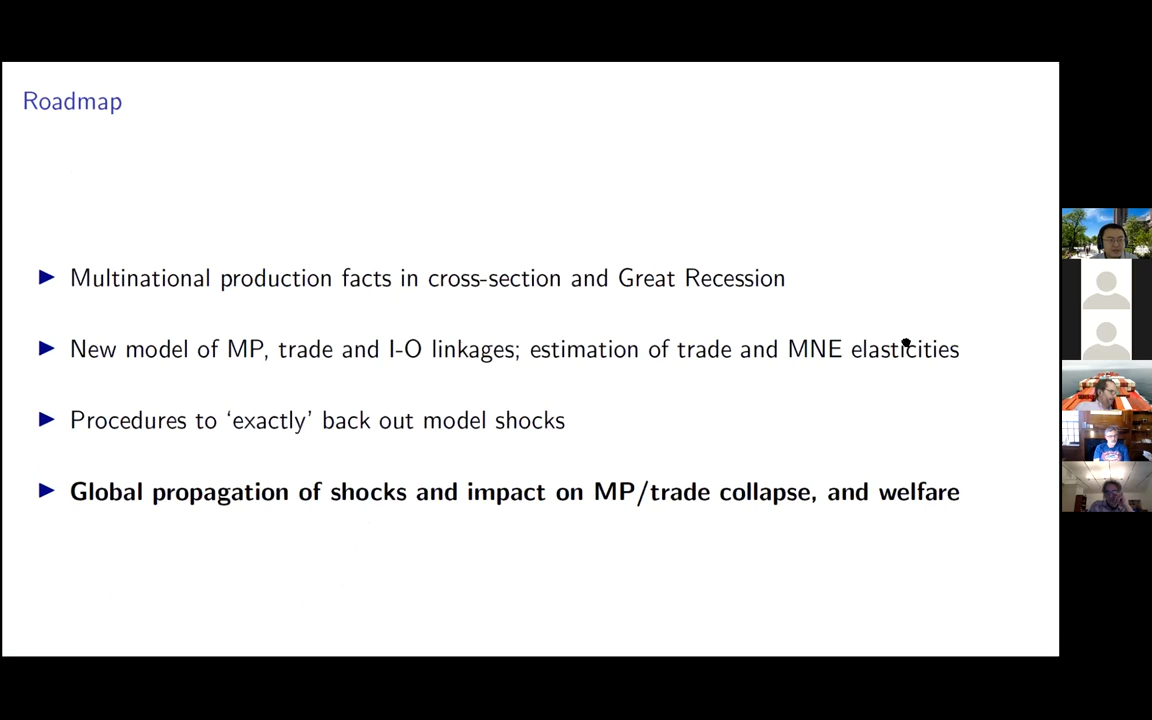 Roadmap
Multinational production facts in cross-section and Great Recession
New model of MP, trade and I-O linkages; estimation of trade and MNE elasticities
Procedures to ‘exactly’ back out model shocks
Global propagation of shocks and impact on MP/trade collapse, and welfare